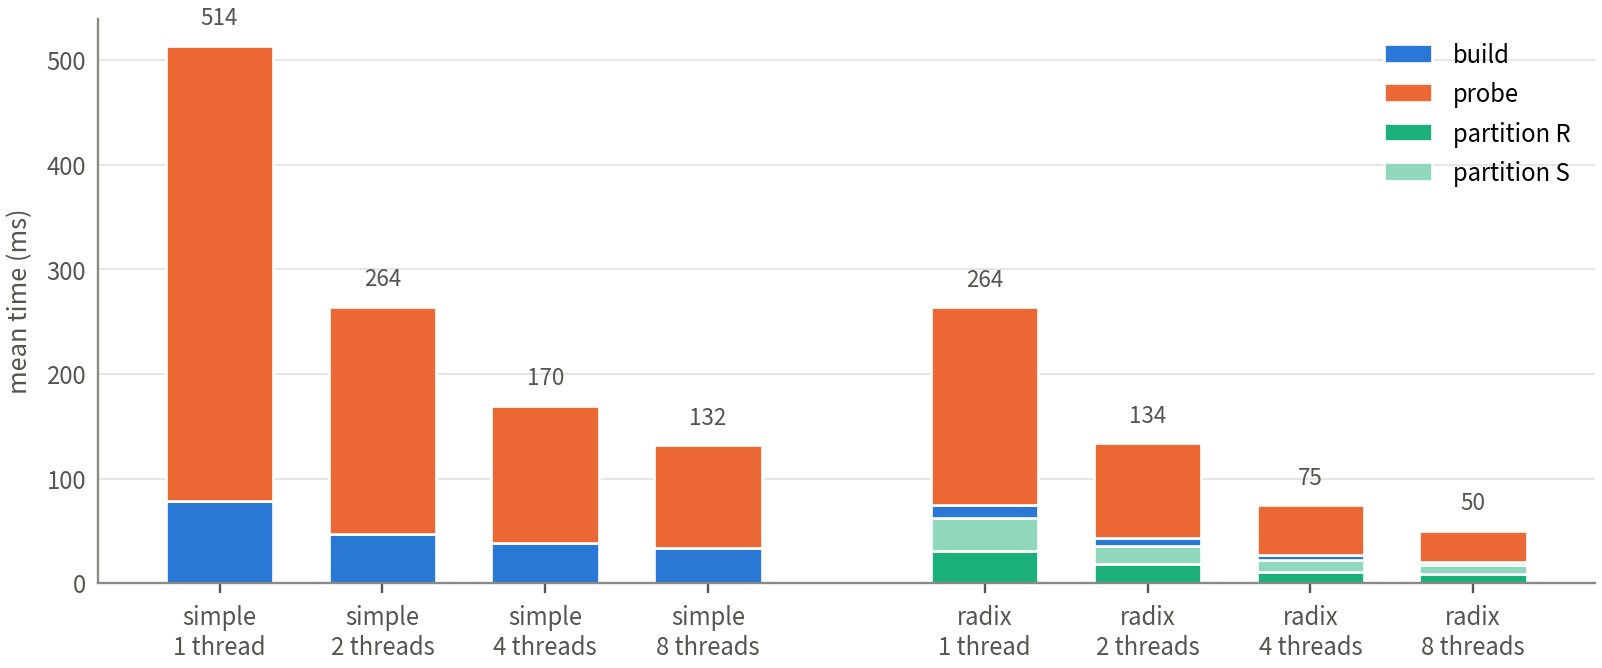 514
264
170
132
264
134
75
50
build
probe
partition R
partition S
mean time (ms)
500
400
300
200
100
0
simple
1 thread
simple
2 threads
simple
4 threads
simple
8 threads
radix
1 thread
radix
2 threads
radix
4 threads
radix
8 threads